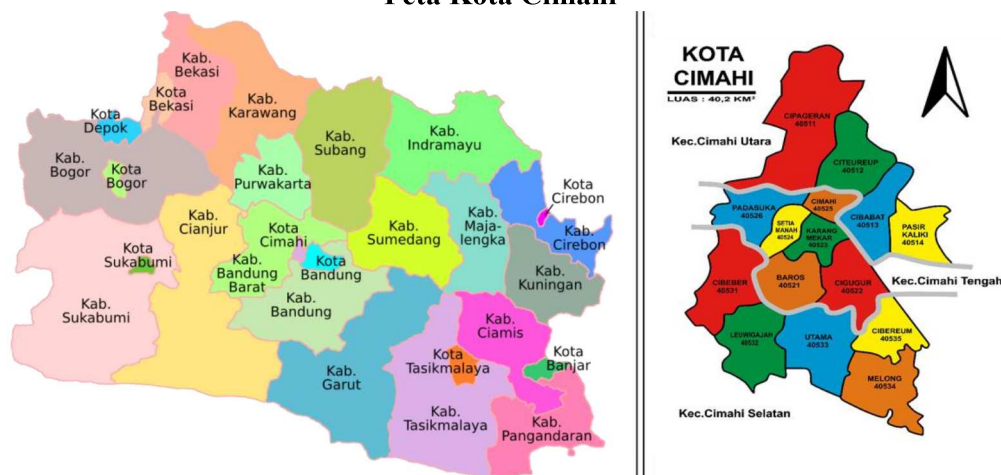 Peta Kota Cimahi
Kab.
Bekasi
Kota
Bekasi
Kab.
Karawang
Kota
Depok
Kab.
Bogor
Kota
Bogor
Kab.
Purwakarta
Kab.
Subang
Kab.
Indramayu
Kota
Cirebon
Kab.
Cirebon
Kab.
Cianjur
Kota
Cimahi
Kab.
Sumedang
Kab.
Maja-
lengka
Kota
Sukabumi
Kab.
Bandung
Barat
Kota
Bandung
Kab.
Kuningan
Kab.
Sukabumi
Kab.
Bandung
Kab.
Ciamis
Kab.
Garut
Kota
Tasikmalaya
Kota
Banjar
Kab.
Tasikmalaya
Kab.
Pangandaran
KOTA
CIMAHI
LUAS : 40,2 KM²
Kec.Cimahi Utara
CIPAGERAN
40511
CITEUREUP
40512
PADASUKA
40526
CIMAHI
40525
SETIA
MANAH
40524
KARANG
MEKAR
40523
CIBABAT
40513
PASIR
KALIKI
40514
Kec.Cimahi Tengah
CIBEBER
40531
BAROS
40521
CIGUGUR
40522
LEUWIGAJAH
40532
UTAMA
40533
CIBEREUM
40535
MELONG
40534
Kec.Cimahi Selatan